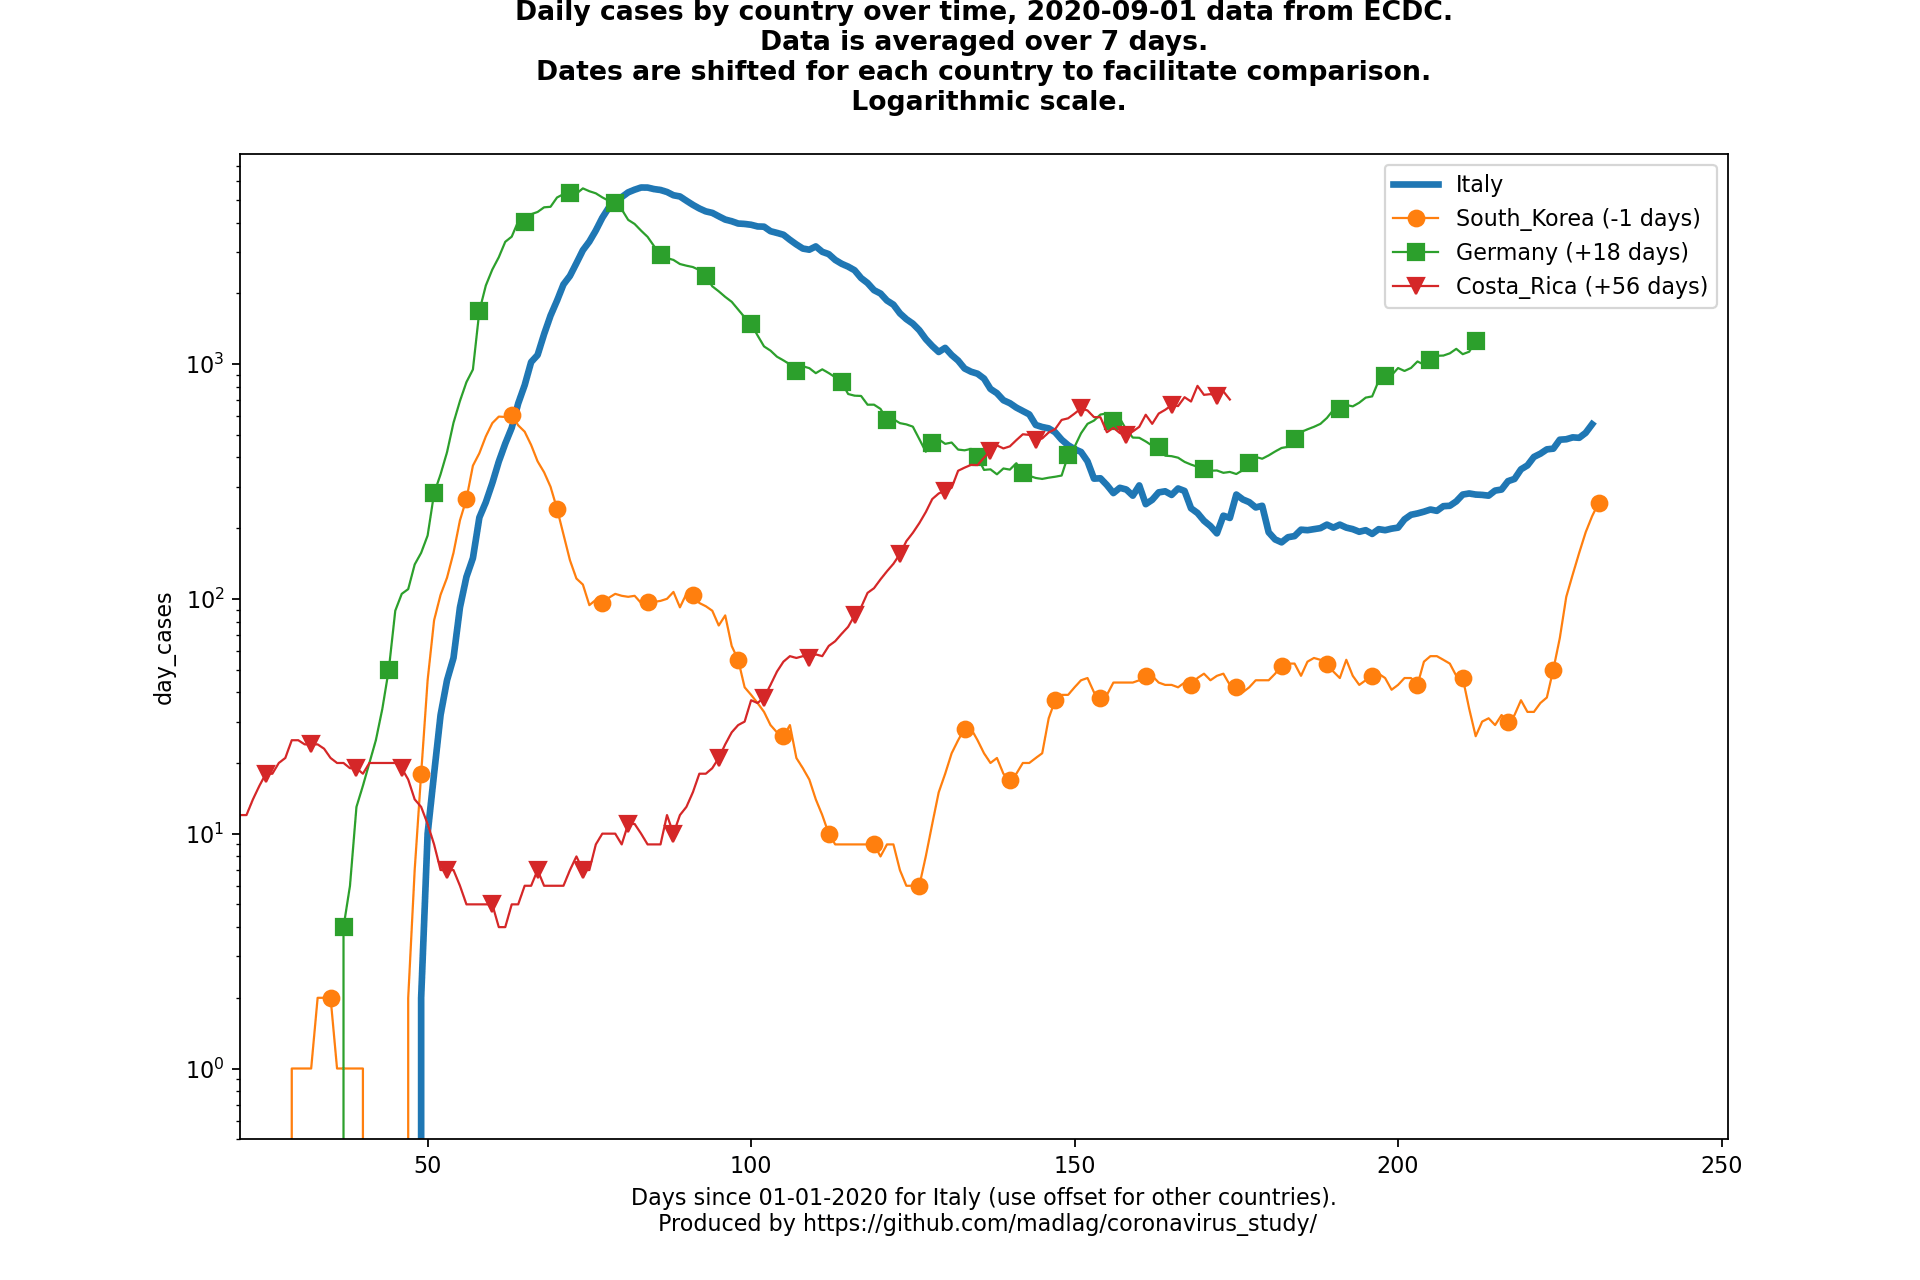 Daily cases by country over time, 2020-09-01 data from ECDC.
Data is averaged over 7 days.
Dates are shifted for each country to facilitate comparison.
Logarithmic scale.
Italy
South_Korea (-1 days)
Germany (+18 days)
Costa_Rica (+56 days)
day_cases
10³
10²
10¹
10⁰
50 100 150 200 250
Days since 01-01-2020 for Italy (use offset for other countries).
Produced by https://github.com/madlag/coronavirus_study/